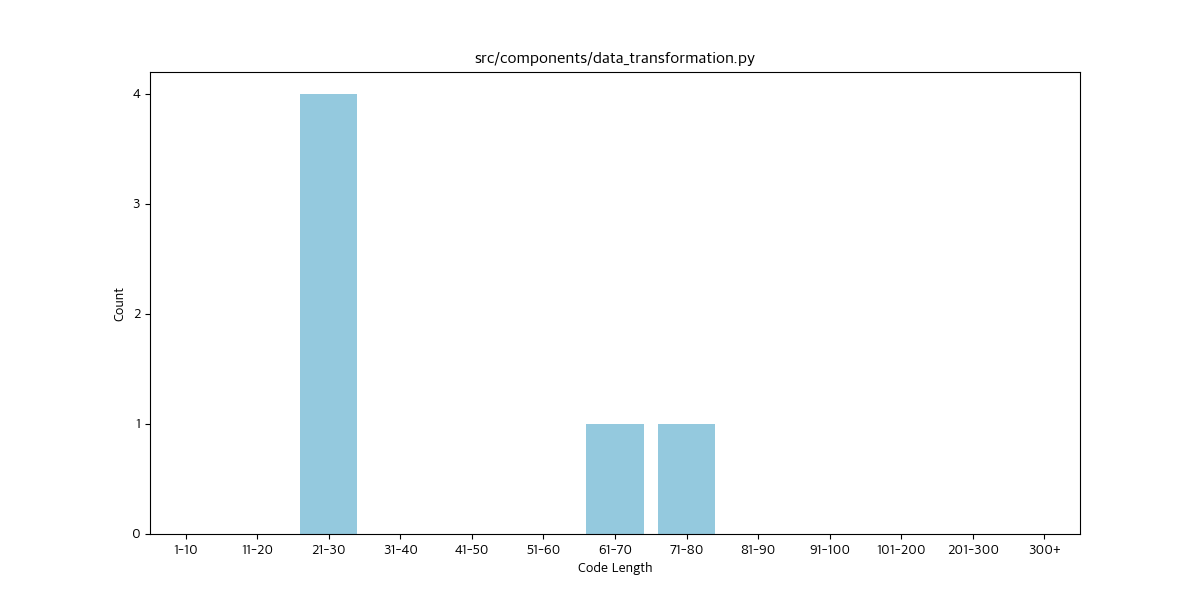 src/components/data_transformation.py
Count
4
3
2
1
0
1-10 11-20 21-30 31-40 41-50 51-60 61-70 71-80 81-90 91-100 101-200 201-300 300+
Code Length